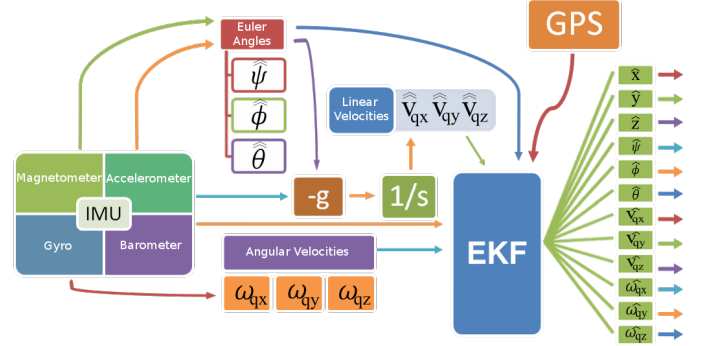 Euler
Angles
GPS
ψ̂̂
ϕ̂̂
θ̂̂
Linear
Velocities
v̂̂qx v̂̂qy v̂̂qz
Magnetometer
Accelerometer
IMU
Gyro
Barometer
-g
1/s
Angular Velocities
ωqx
ωqy
ωqz
EKF
x̂
ŷ
ẑ
ψ̂
ϕ̂
θ̂
v̂qx
v̂qy
v̂qz
ω̂qx
ω̂qy
ω̂qz